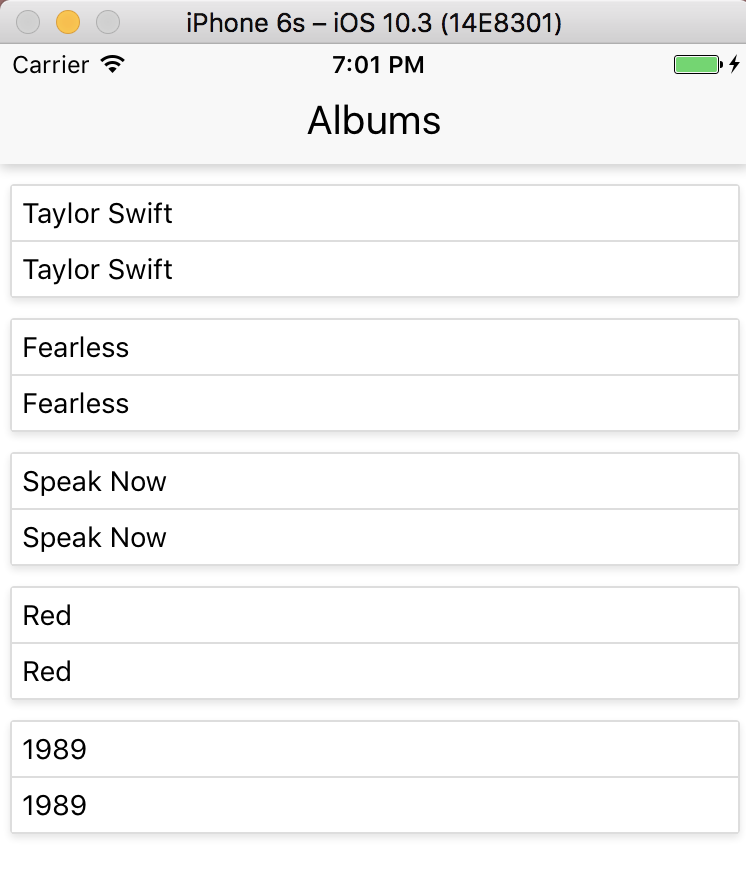 iPhone 6s – iOS 10.3 (14E8301)
Carrier 7:01 PM
Albums
Taylor Swift
Taylor Swift
Fearless
Fearless
Speak Now
Speak Now
Red
Red
1989
1989